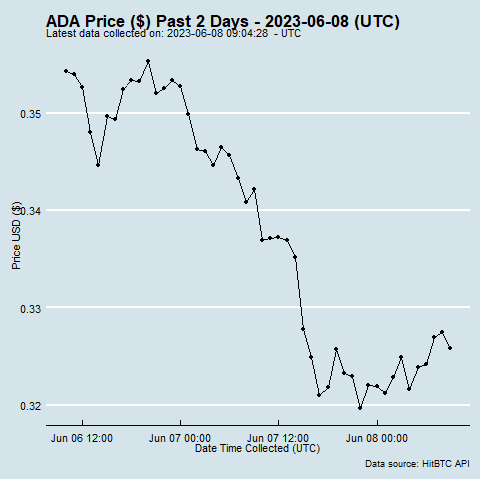 ADA Price ($) Past 2 Days - 2023-06-08 (UTC)
Latest data collected on: 2023-06-08 09:04:28 - UTC
0.35
0.34
Price USD ($)
0.33
0.32
Jun 06 12:00 Jun 07 00:00 Jun 07 12:00 Jun 08 00:00
Date Time Collected (UTC)
Data source: HitBTC API